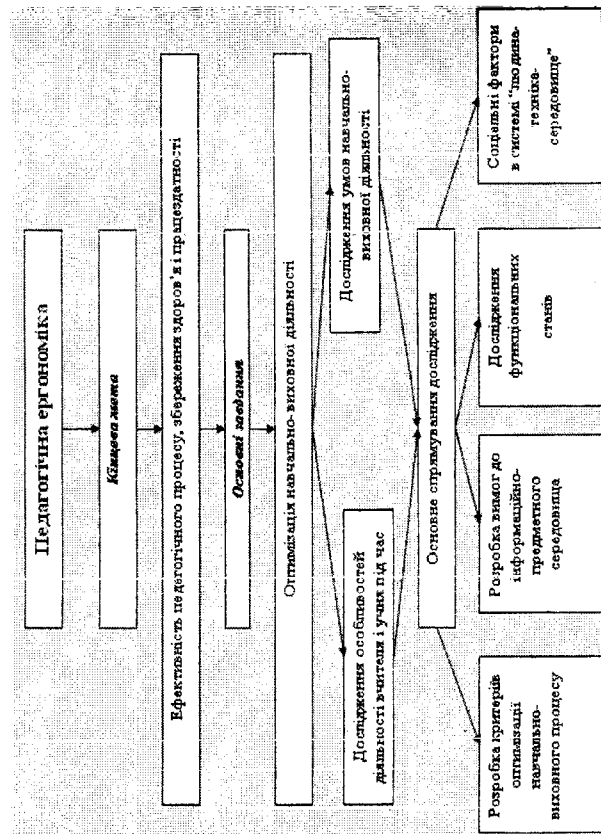 Педагогічна ергономіка
Кінцева мета
Ефективність педагогічного процесу, збереження здоров'я і працездатності
Основні завдання
Оптимізація навчально-виховної діяльності
Дослідження особливостей
діяльності вчителя і учня під час
Дослідження умов навчально-
виховної діяльності
Основне спрямування дослідження
Розробка критеріїв
оптимізації
навчально-
виховного процесу
Розробка вимог до
інформаційно-
предметного
середовища
Дослідження
функціональних
станів
Соціальні фактори
в системі "людина-
техніка-
середовище"